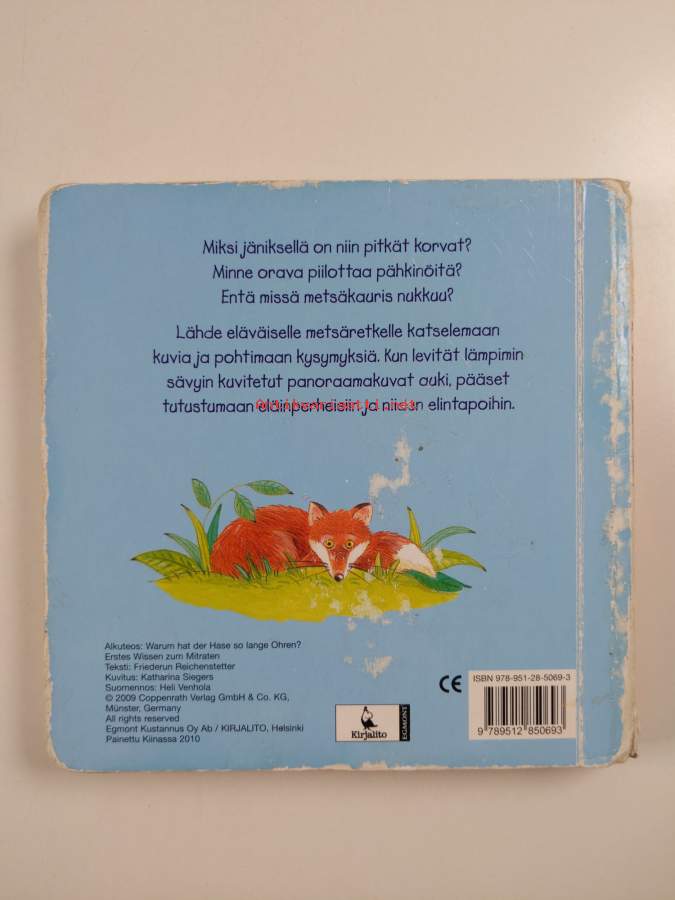 Miksi jäniksellä on niin pitkät korvat?
Minne orava piilottaa pähkinöitä?
Entä missä metsäkauris nukkuu?
Lähde eläväiselle metsäretkelle katselemaan
kuvia ja pohtimaan kysymyksiä. Kun levität lämpimin
sävyin kuvitetut panoraamakuvat auki, pääset
tutustumaan eläinperheisiin ja niiden elintapoihin.
Alkuteos: Warum hat der Hase so lange Ohren?
Erstes Wissen zum Mitraten
Teksti: Friederun Reichenstetter
Kuvitus: Katharina Siegers
Suomennos: Heli Venhola
© 2009 Coppenrath Verlag GmbH & Co. KG,
Münster, Germany
All rights reserved
Egmont Kustannus Oy Ab / KIRJALITO, Helsinki
Painettu Kiinassa 2010
Kirjalito
EGMONT
CE
ISBN 978-951-28-5069-3
9 789512 850693